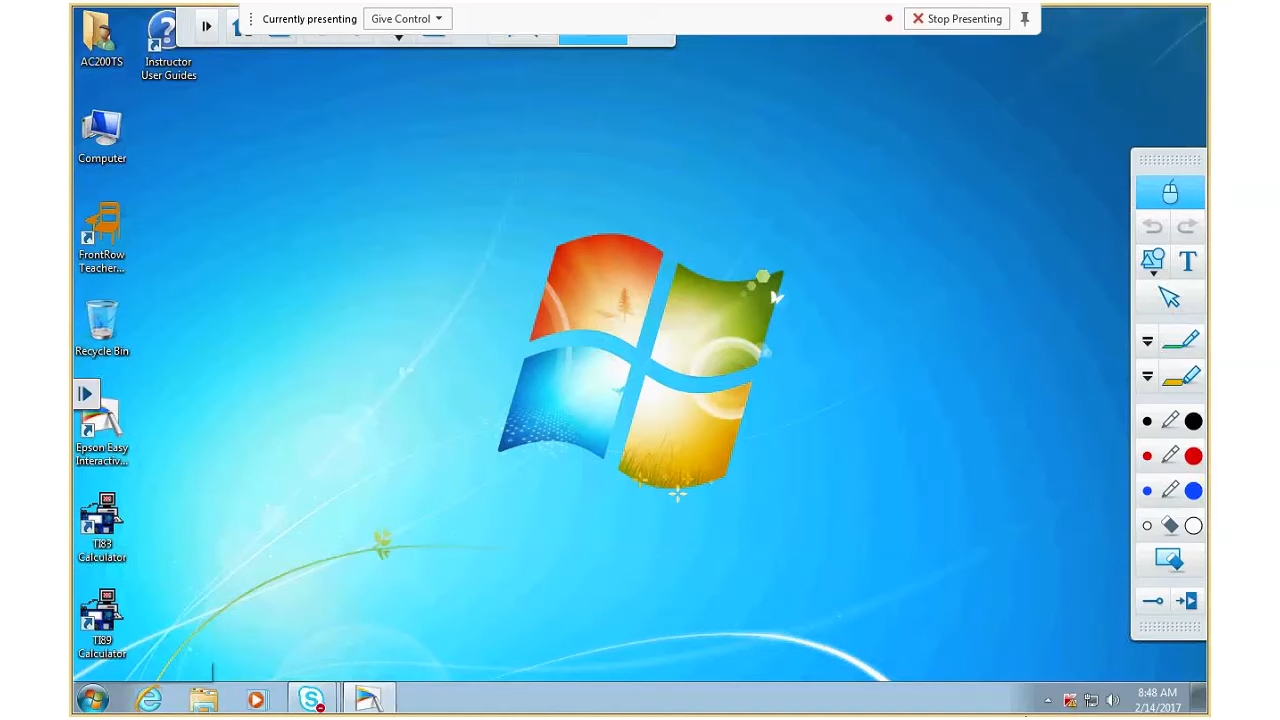 Currently presenting
Give Control
Stop Presenting
AC200TS
Instructor
User Guides
Computer
FrontRow
Teacher...
Recycle Bin
Epson Easy
Interactiv...
TI83
Calculator
TI89
Calculator
T
8:48 AM
2/14/2017